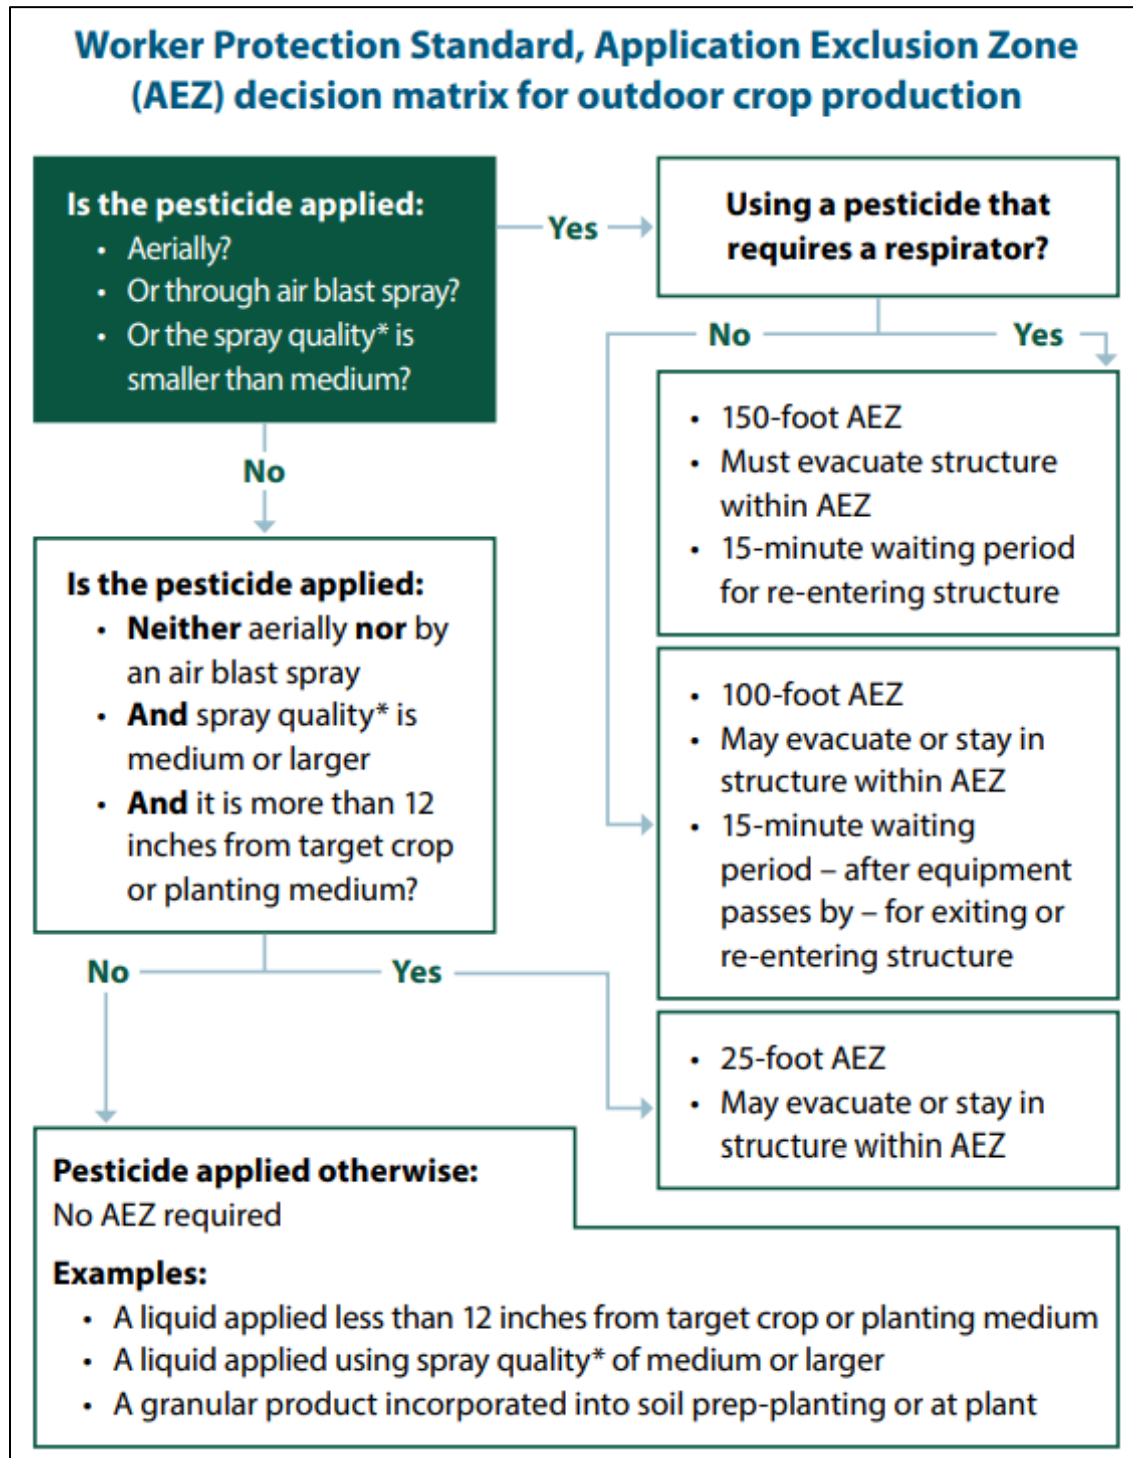 Worker Protection Standard, Application Exclusion Zone
(AEZ) decision matrix for outdoor crop production
Is the pesticide applied:
• Aerially?
• Or through air blast spray?
• Or the spray quality* is
smaller than medium?
Yes
Using a pesticide that
requires a respirator?
No
Yes
• 150-foot AEZ
• Must evacuate structure
within AEZ
• 15-minute waiting period
for re-entering structure
No
Is the pesticide applied:
• Neither aerially nor by
an air blast spray
• And spray quality* is
medium or larger
• And it is more than 12
inches from target crop
or planting medium?
• 100-foot AEZ
• May evacuate or stay in
structure within AEZ
• 15-minute waiting
period – after equipment
passes by – for exiting or
re-entering structure
No
Yes
• 25-foot AEZ
• May evacuate or stay in
structure within AEZ
Pesticide applied otherwise:
No AEZ required
Examples:
• A liquid applied less than 12 inches from target crop or planting medium
• A liquid applied using spray quality* of medium or larger
• A granular product incorporated into soil prep-planting or at plant